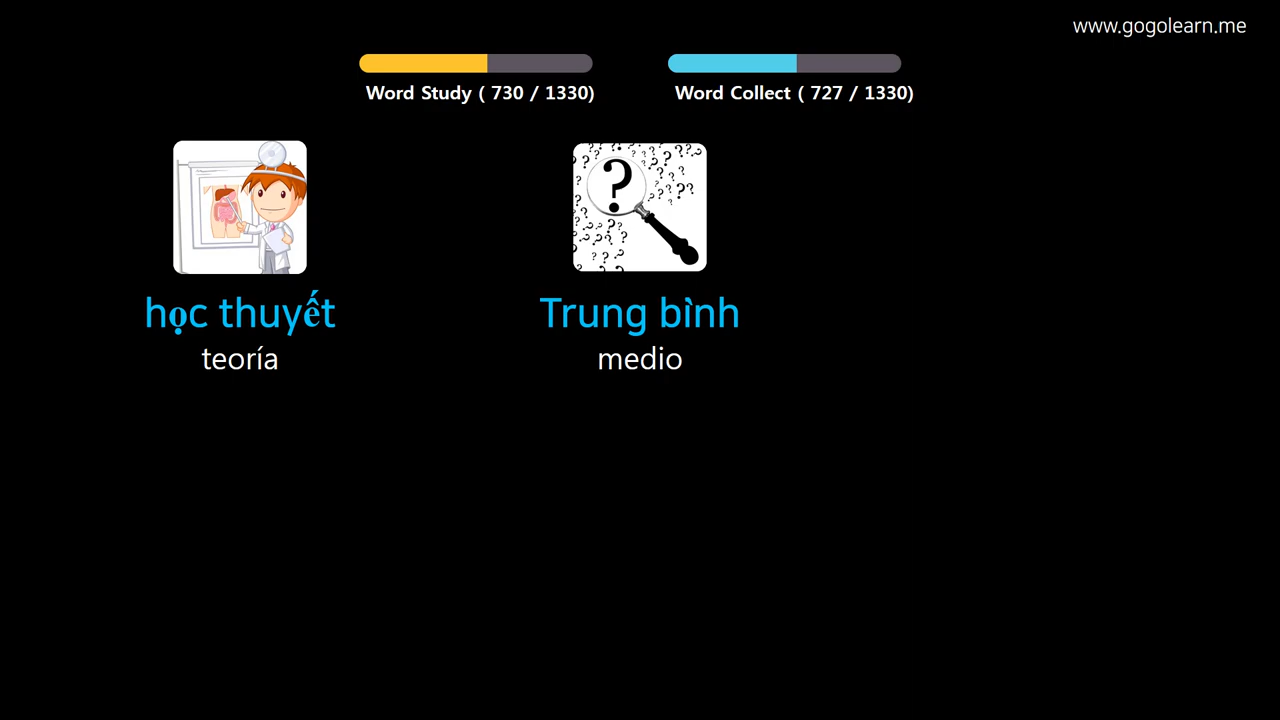 www.gogolearn.me
Word Study ( 730 / 1330)
Word Collect ( 727 / 1330)
học thuyết
teoría
Trung bình
medio